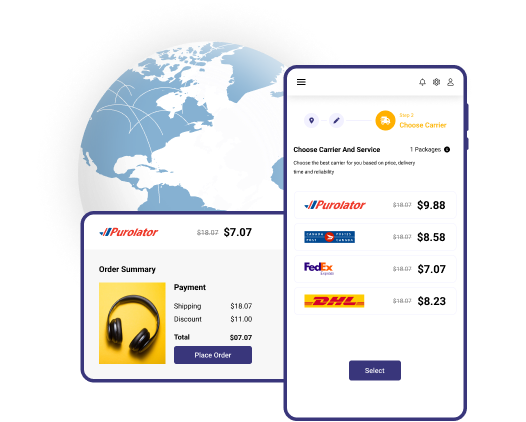 Step 3
Choose Carrier
Choose Carrier And Service 1 Packages
Choose the best carrier for you based on price, delivery
time and reliability
Purolator $18.07 $9.88
CANADA POST POSTES CANADA $18.07 $8.58
FedEx Express $18.07 $7.07
DHL $18.07 $8.23
Select
Purolator $18.07 $7.07
Order Summary
Payment
Shipping $18.07
Discount $11.00
Total $07.07
Place Order